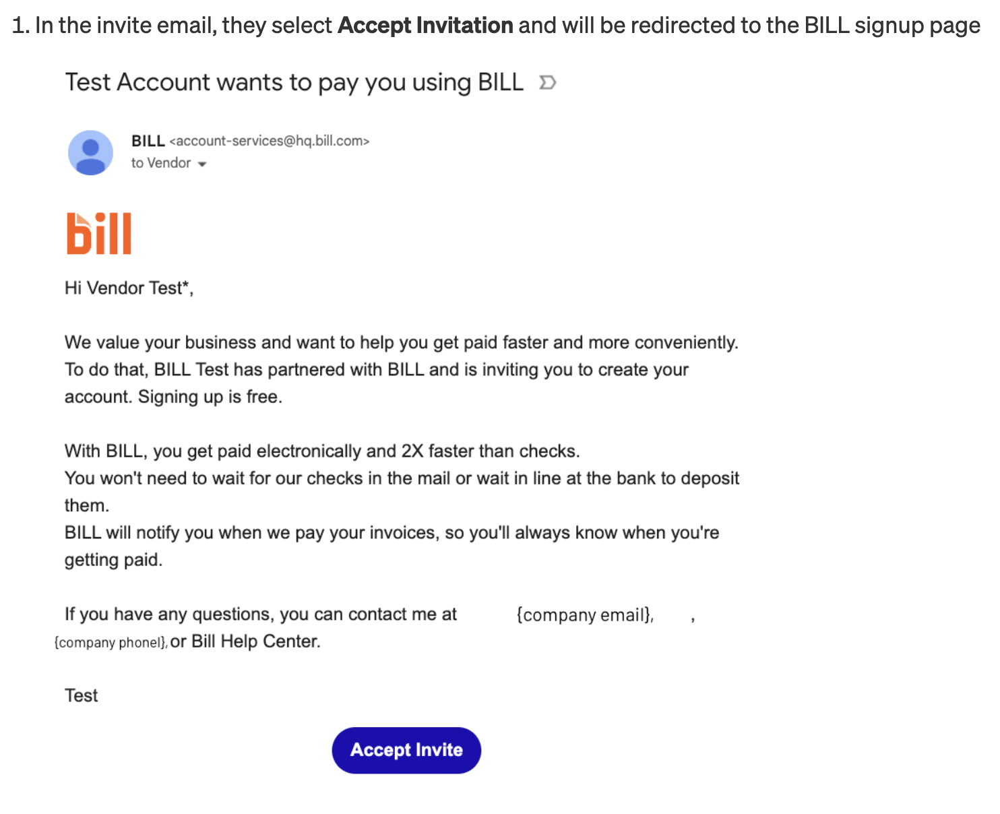 1. In the invite email, they select Accept Invitation and will be redirected to the BILL signup page
Test Account wants to pay you using BILL
BILL <account-services@hq.bill.com>
to Vendor
bill
Hi Vendor Test*,
We value your business and want to help you get paid faster and more conveniently.
To do that, BILL Test has partnered with BILL and is inviting you to create your
account. Signing up is free.
With BILL, you get paid electronically and 2X faster than checks.
You won't need to wait for our checks in the mail or wait in line at the bank to deposit
them.
BILL will notify you when we pay your invoices, so you'll always know when you're
getting paid.
If you have any questions, you can contact me at {company email}, ,
{company phonel}, or Bill Help Center.
Test
Accept Invite